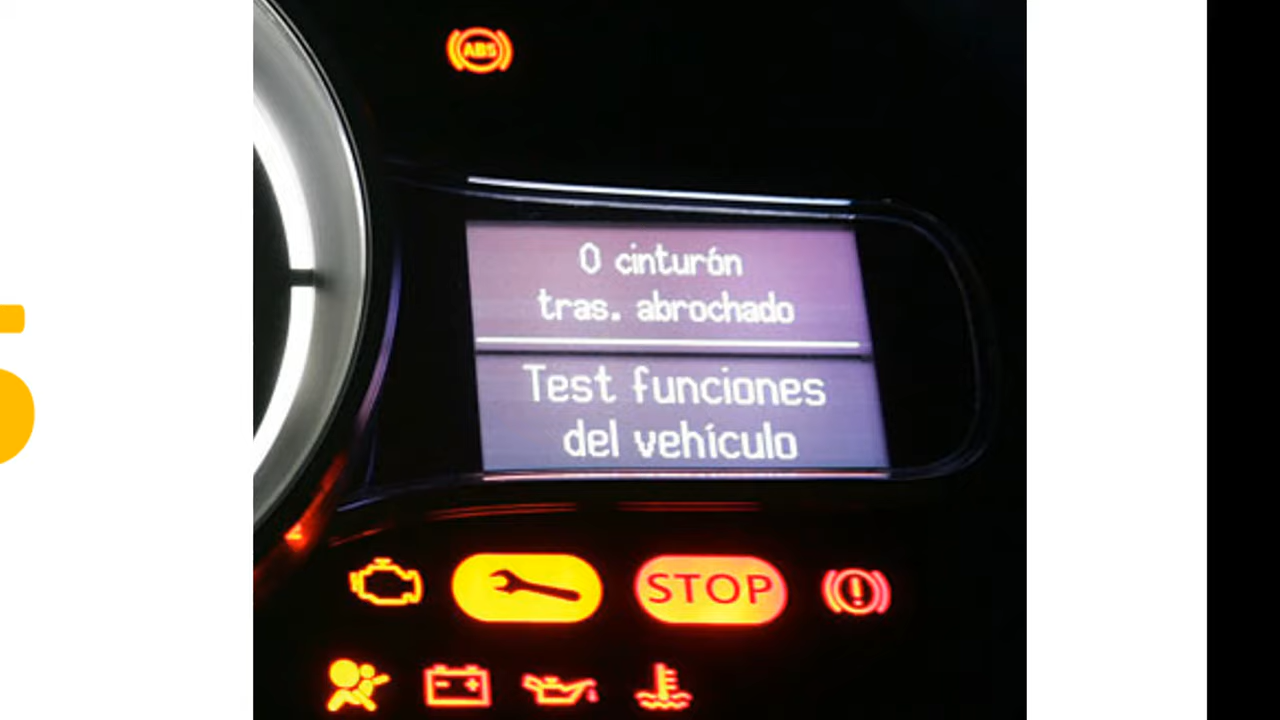 ABS
0 cinturón
tras. abrochado
Test funciones
del vehículo
STOP